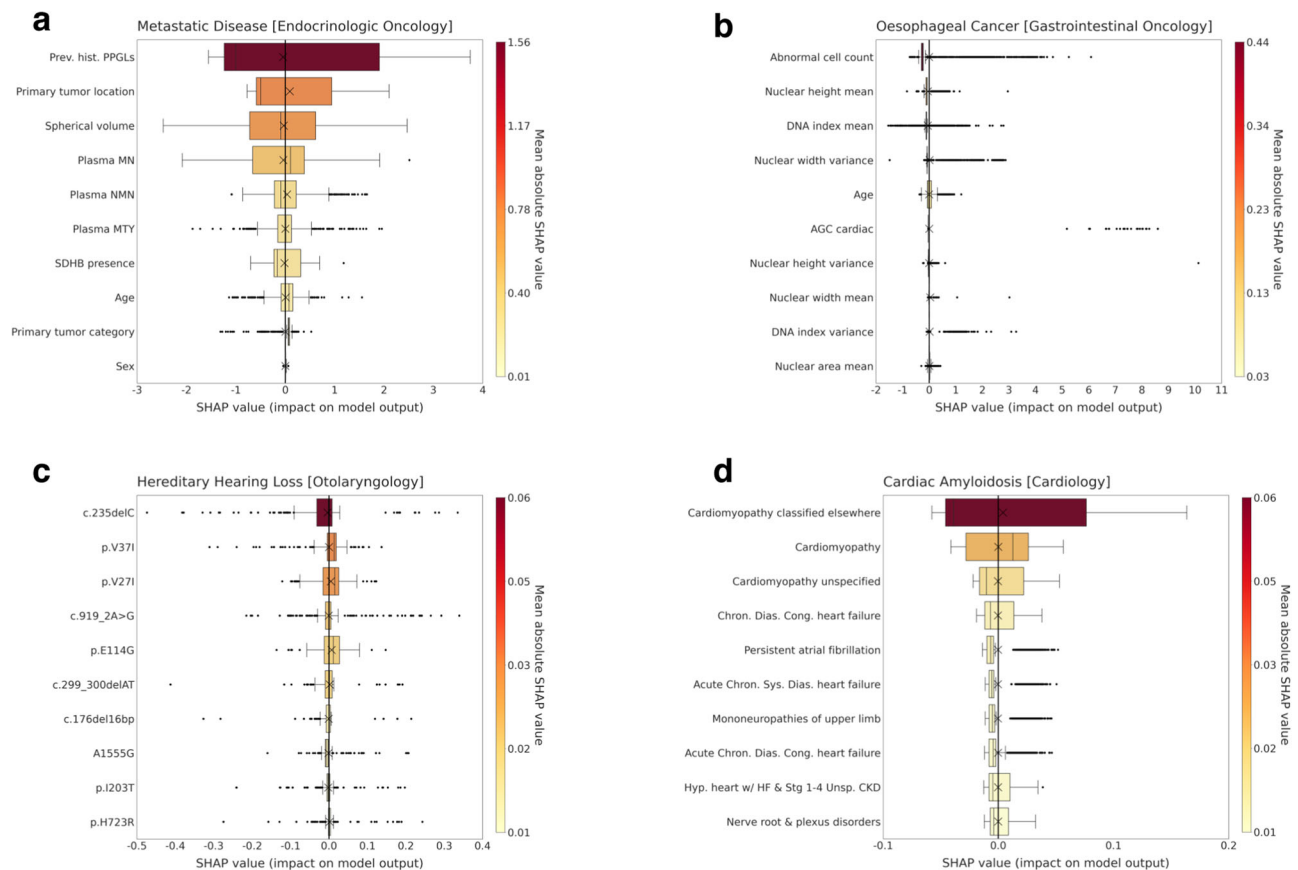 a
Metastatic Disease [Endocrinologic Oncology]
Prev. hist. PPGLs
Primary tumor location
Spherical volume
Plasma MN
Plasma NMN
Plasma MTY
SDHB presence
Age
Primary tumor category
Sex
-3 -2 -1 0 1 2 3 4
SHAP value (impact on model output)
1.56
1.17
0.78
0.40
0.01
Mean absolute SHAP value
b
Oesophageal Cancer [Gastrointestinal Oncology]
Abnormal cell count
Nuclear height mean
DNA index mean
Nuclear width variance
Age
AGC cardiac
Nuclear height variance
Nuclear width mean
DNA index variance
Nuclear area mean
-2 -1 0 1 2 3 4 5 6 7 8 9 10 11
SHAP value (impact on model output)
0.44
0.34
0.23
0.13
0.03
Mean absolute SHAP value
c
Hereditary Hearing Loss [Otolaryngology]
c.235delC
p.V37I
p.V27I
c.919_2A>G
p.E114G
c.299_300delAT
c.176del16bp
A1555G
p.I203T
p.H723R
-0.5 -0.4 -0.3 -0.2 -0.1 0.0 0.1 0.2 0.3 0.4
SHAP value (impact on model output)
0.06
0.05
0.03
0.02
0.01
Mean absolute SHAP value
d
Cardiac Amyloidosis [Cardiology]
Cardiomyopathy classified elsewhere
Cardiomyopathy
Cardiomyopathy unspecified
Chron. Dias. Cong. heart failure
Persistent atrial fibrillation
Acute Chron. Sys. Dias. heart failure
Mononeuropathies of upper limb
Acute Chron. Dias. Cong. heart failure
Hyp. heart w/ HF & Stg 1-4 Unsp. CKD
Nerve root & plexus disorders
-0.1 0.0 0.1 0.2
SHAP value (impact on model output)
0.06
0.05
0.03
0.02
0.01
Mean absolute SHAP value